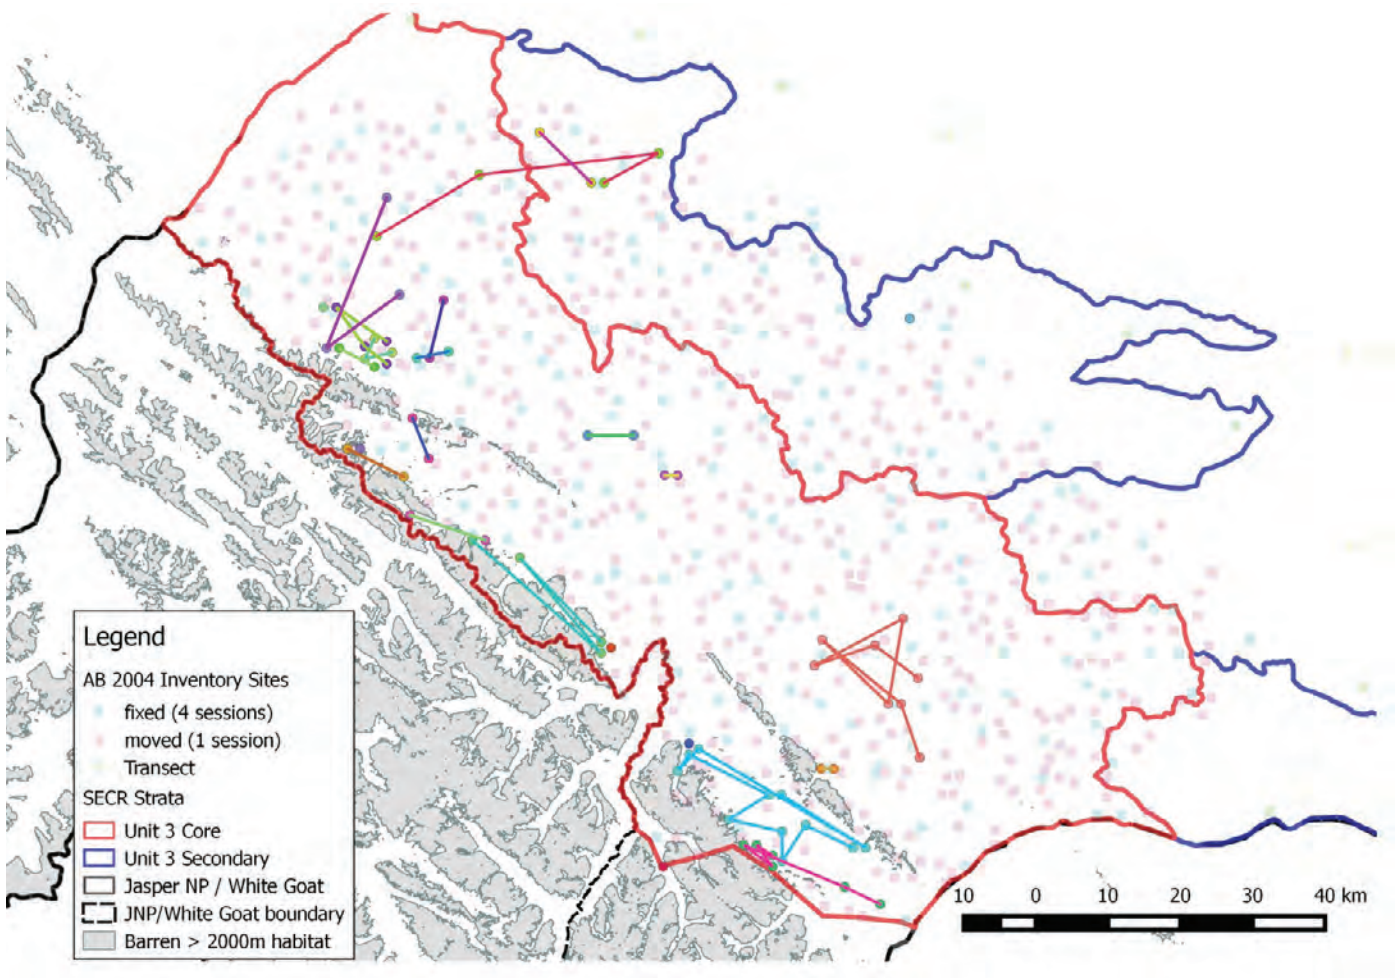 Legend
AB 2004 Inventory Sites
fixed (4 sessions)
moved (1 session)
Transect
SECR Strata
Unit 3 Core
Unit 3 Secondary
Jasper NP / White Goat
JNP/White Goat boundary
Barren > 2000m habitat
10 0 10 20 30 40 km